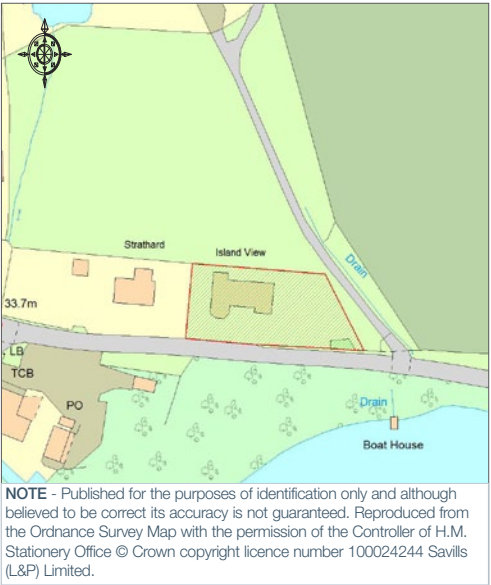 Strathard
Island View
Drain
33.7m
LB
TCB
PO
Drain
Boat House
NOTE - Published for the purposes of identification only and although
believed to be correct its accuracy is not guaranteed. Reproduced from
the Ordnance Survey Map with the permission of the Controller of H.M.
Stationery Office © Crown copyright licence number 100024244 Savills
(L&P) Limited.